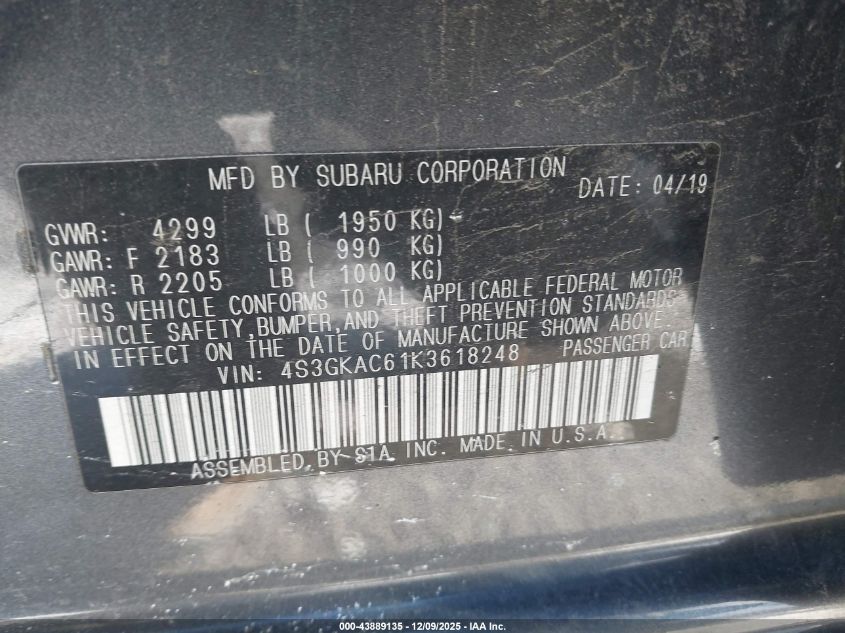 MFD BY SUBARU CORPORATION DATE: 04/19
GVWR: 4299 LB ( 1950 KG)
GAWR: F 2183 LB ( 990 KG)
GAWR: R 2205 LB ( 1000 KG)
THIS VEHICLE CONFORMS TO ALL APPLICABLE FEDERAL MOTOR
VEHICLE SAFETY, BUMPER, AND THEFT PREVENTION STANDARDS
IN EFFECT ON THE DATE OF MANUFACTURE SHOWN ABOVE.
VIN: 4S3GKAC61K3618248 PASSENGER CAR
ASSEMBLED BY SIA INC. MADE IN U.S.A.
000-43889135 - 12/09/2025 - IAA Inc.